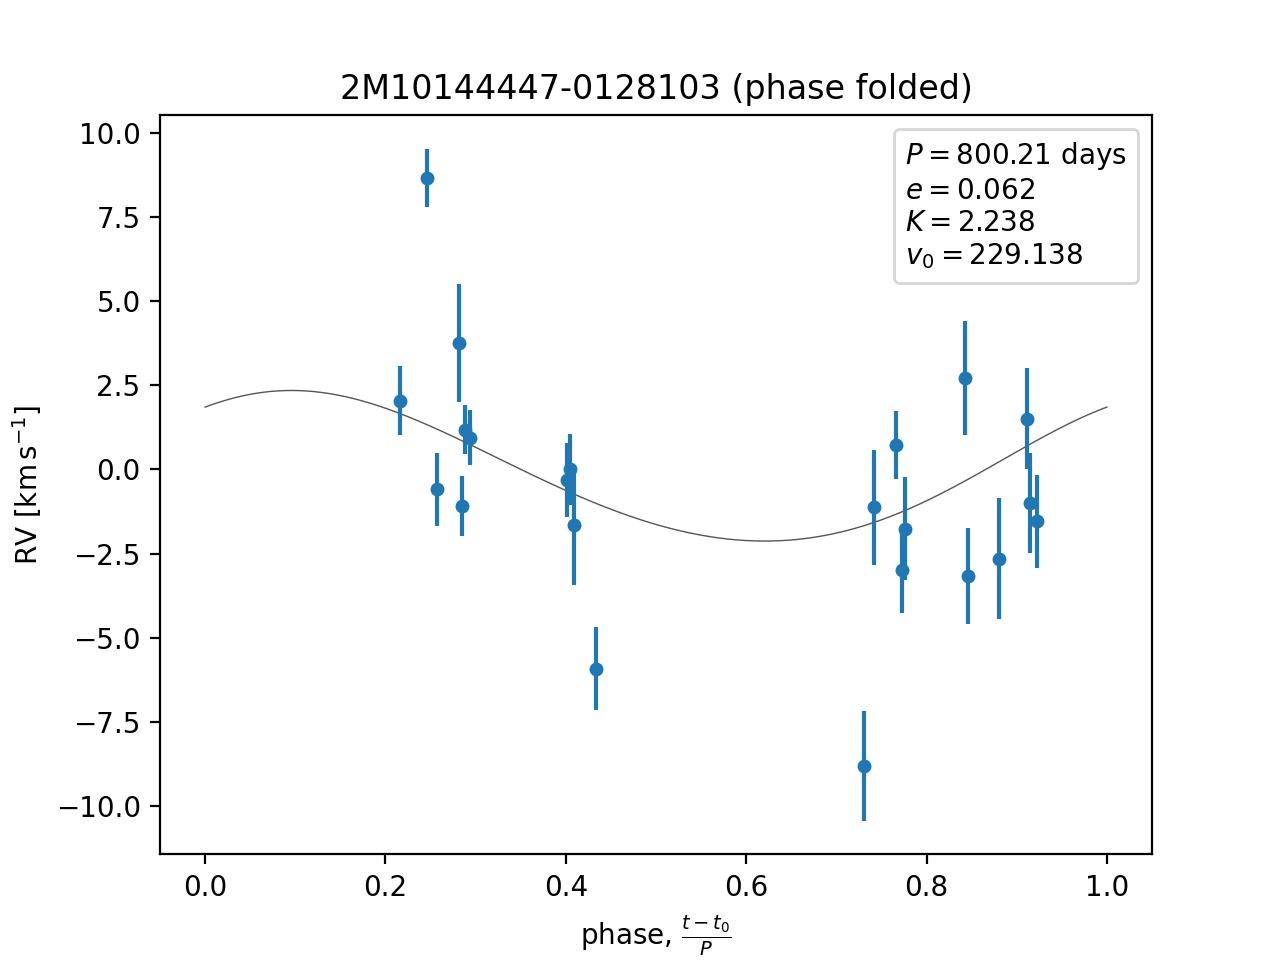 2M10144447-0128103 (phase folded)
P = 800.21 days
e = 0.062
K = 2.238
v₀ = 229.138
10.0
7.5
5.0
2.5
0.0
−2.5
−5.0
−7.5
−10.0
RV [km s⁻¹]
0.0 0.2 0.4 0.6 0.8 1.0
phase, (t − t₀)/P